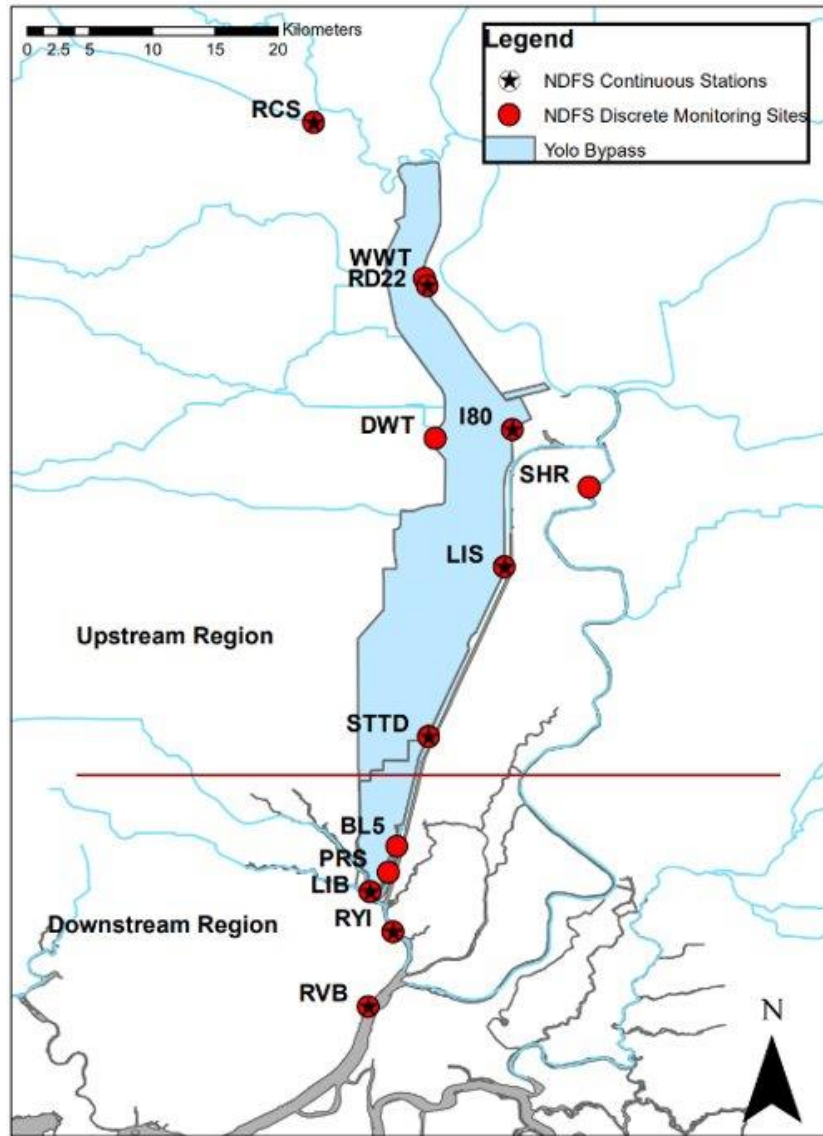 Kilometers
0 2.5 5 10 15 20
Legend
NDFS Continuous Stations
NDFS Discrete Monitoring Sites
Yolo Bypass
RCS
WWT
RD22
I80
DWT
SHR
LIS
Upstream Region
STTD
BL5
PRS
LIB
RYI
Downstream Region
RVB
N